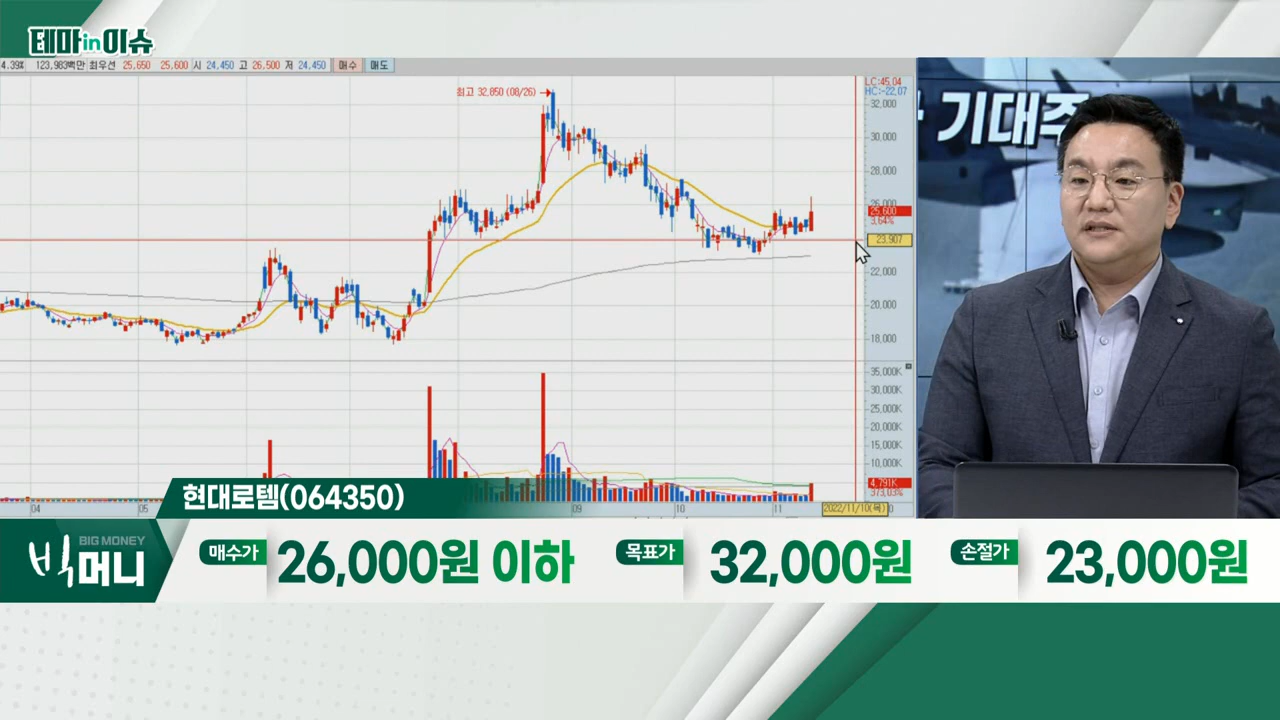 테마in이슈
4.39% 123,983백만 최우선 25,650 25,600 시 24,450 고 26,500 저 24,450 매수 매도
최고 32,850 (08/26)
LC:45.04
HC:-22.07
32,000
30,000
28,000
26,000
25,600
3.64%
23,907
22,000
20,000
18,000
35,000K
30,000K
25,000K
20,000K
15,000K
10,000K
4,791K
373.03%
04 05 09 10 11 2022/11/10(목)
기대주
현대로템(064350)
BIG MONEY
빅머니
매수가 26,000원 이하 목표가 32,000원 손절가 23,000원